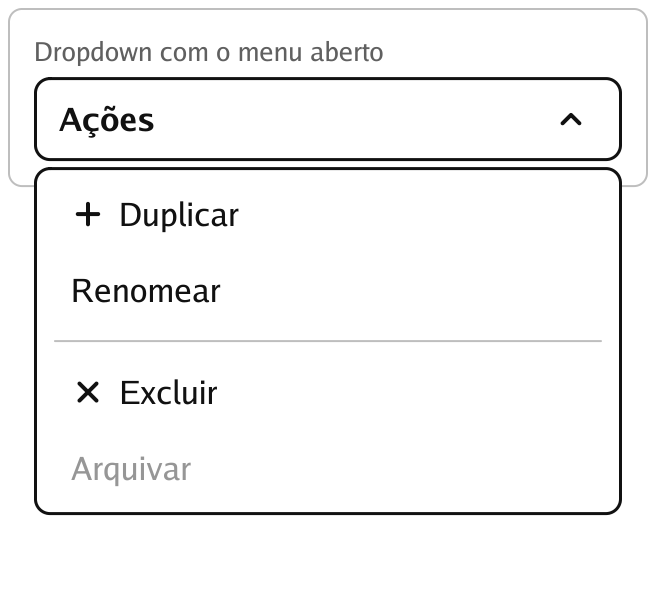 Dropdown com o menu aberto
Ações
Duplicar
Renomear
Excluir
Arquivar